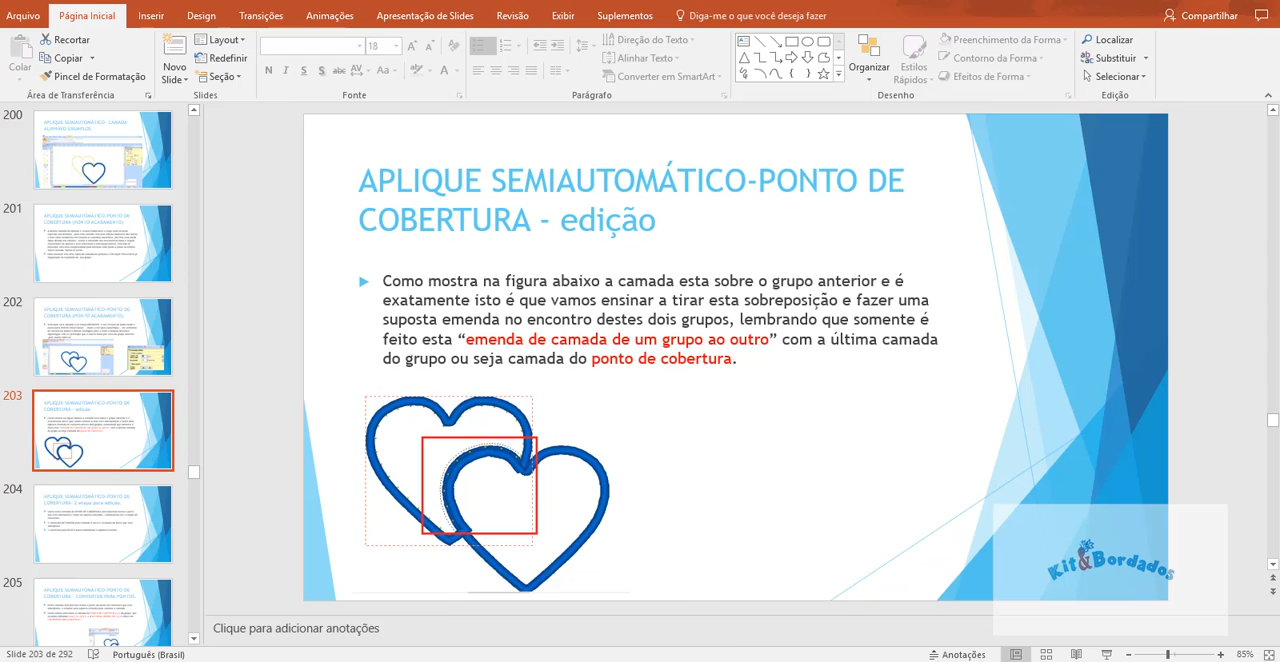 Arquivo Página Inicial Inserir Design Transições Animações Apresentação de Slides Revisão Exibir Suplementos Diga-me o que você deseja fazer Compartilhar
Colar
Recortar
Copiar
Pincel de Formatação
Área de Transferência
Novo
Slide
Layout
Redefinir
Seção
Slides
18
N I S S abc AV Aa A
Fonte
Direção do Texto
Alinhar Texto
Converter em SmartArt
Parágrafo
Organizar
Estilos
Rápidos
Preenchimento da Forma
Contorno da Forma
Efeitos de Forma
Desenho
Localizar
Substituir
Selecionar
Edição
200
201
202
203
204
205
APLIQUE SEMIAUTOMÁTICO-PONTO DE
COBERTURA - edição
Como mostra na figura abaixo a camada esta sobre o grupo anterior e é
exatamente isto é que vamos ensinar a tirar esta sobreposição e fazer uma
supostamente um encontro destes dois grupos, lembramo que somente é
feito esta “emenda de camada de um grupo ao outro” com a última camada
do grupo ou seja camada do ponto de cobertura.
Kit&Bordados
Clique para adicionar anotações
Slide 203 de 292 Português (Brasil) Anotações 85%